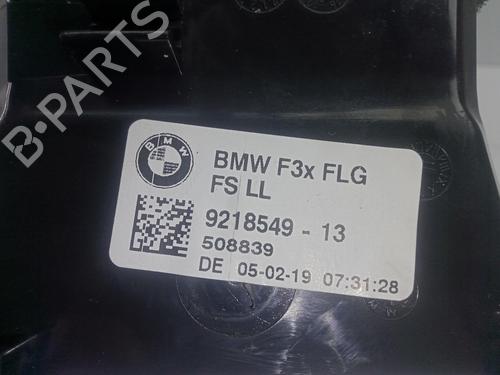 B-PARTS
BMW
BMW F3x FLG
FS LL
9218549 - 13
508839
DE 05-02-19 07:31:28